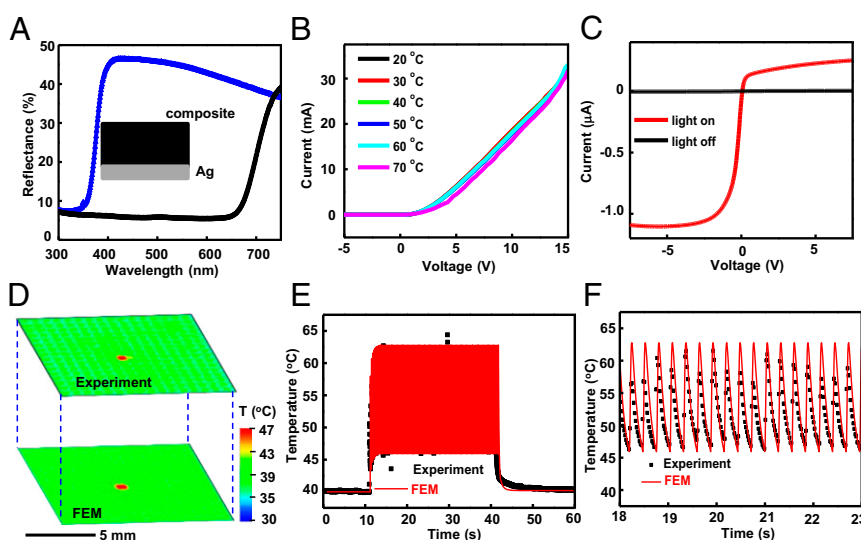 A
50
40
30
20
10
0
Reflectance (%)
composite
Ag
300 400 500 600 700
Wavelength (nm)
B
30
20
10
0
Current (mA)
20 °C
30 °C
40 °C
50 °C
60 °C
70 °C
-5 0 5 10 15
Voltage (V)
C
0
-0.5
-1.0
Current (μA)
light on
light off
-5 0 5
Voltage (V)
D
Experiment
FEM
T (°C)
47
43
39
35
30
5 mm
E
65
60
55
50
45
40
Temperature (°C)
Experiment
FEM
0 10 20 30 40 50 60
Time (s)
F
65
60
55
50
45
40
Temperature (°C)
Experiment
FEM
18 19 20 21 22 23
Time (s)